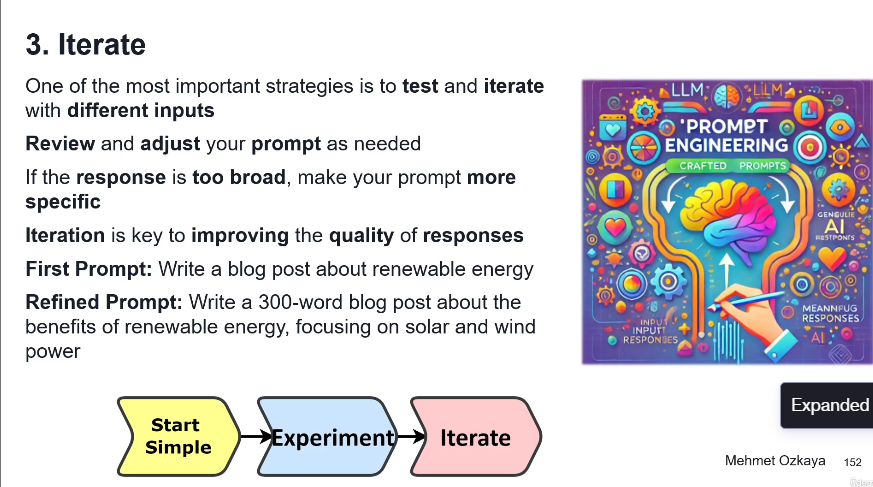 3. Iterate
One of the most important strategies is to test and iterate
with different inputs
Review and adjust your prompt as needed
If the response is too broad, make your prompt more
specific
Iteration is key to improving the quality of responses
First Prompt: Write a blog post about renewable energy
Refined Prompt: Write a 300-word blog post about the
benefits of renewable energy, focusing on solar and wind
power
LLM
LLM
'PROMPT
ENGINEERING
CRAFTED PROMPTS
AI
INPUT
INPUTT
RESPONSES
RESPONSES
AI
Start
Simple
Experiment
Iterate
Expanded
Mehmet Ozkaya
152